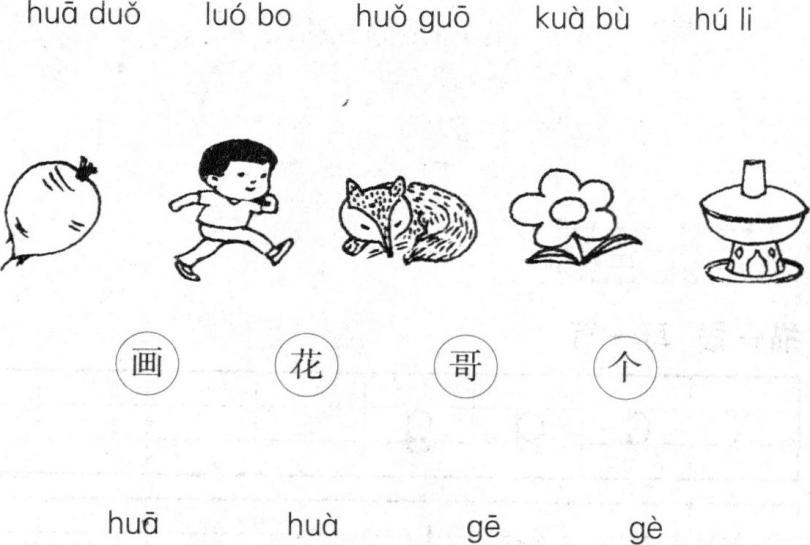 huā duǒ luó bo huǒ guō kuà bù hú li
画 花 哥 个
huā huà gē gè